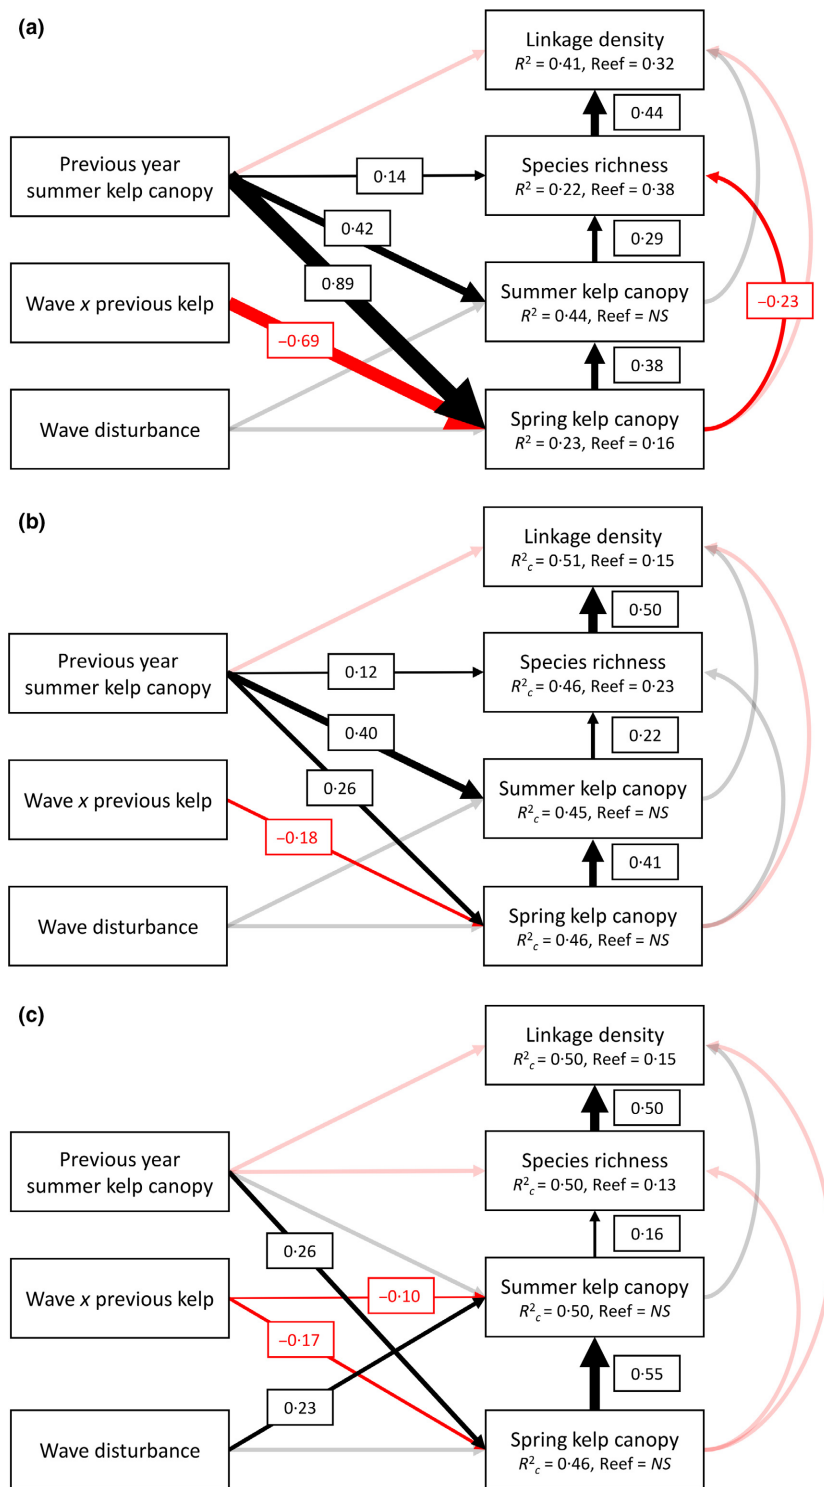 (a)
Linkage density
R² = 0·41, Reef = 0·32
0·44
Previous year
summer kelp canopy
0·14
Species richness
R² = 0·22, Reef = 0·38
0·42
0·29
0·89
Wave x previous kelp
Summer kelp canopy
R² = 0·44, Reef = NS
−0·23
−0·69
0·38
Wave disturbance
Spring kelp canopy
R² = 0·23, Reef = 0·16
(b)
Linkage density
R²c = 0·51, Reef = 0·15
0·50
Previous year
summer kelp canopy
0·12
Species richness
R²c = 0·46, Reef = 0·23
0·40
0·22
0·26
Wave x previous kelp
Summer kelp canopy
R²c = 0·45, Reef = NS
−0·18
0·41
Wave disturbance
Spring kelp canopy
R²c = 0·46, Reef = NS
(c)
Linkage density
R²c = 0·50, Reef = 0·15
0·50
Previous year
summer kelp canopy
Species richness
R²c = 0·50, Reef = 0·13
0·26
0·16
Wave x previous kelp
−0·10
Summer kelp canopy
R²c = 0·50, Reef = NS
−0·17
0·55
0·23
Wave disturbance
Spring kelp canopy
R²c = 0·46, Reef = NS